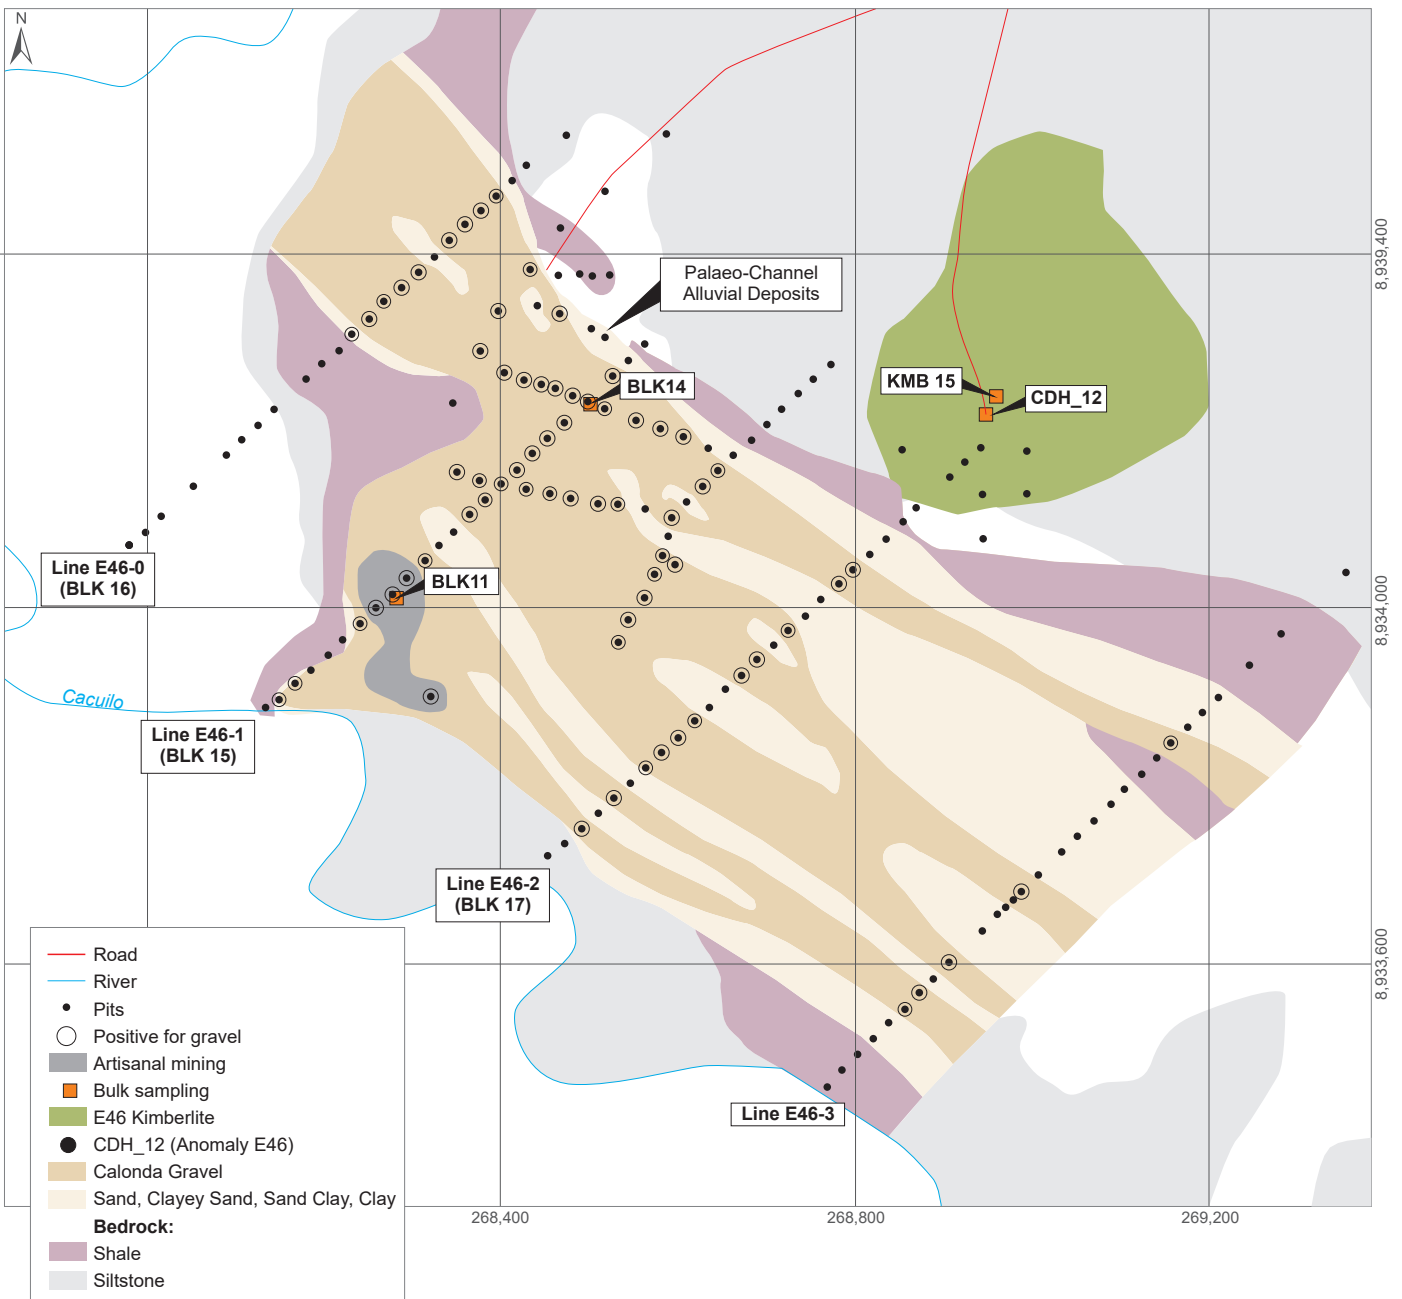 N
Palaeo-Channel
Alluvial Deposits
8,939,400
BLK14
KMB 15
CDH_12
Line E46-0
(BLK 16)
BLK11
8,934,000
Cacuilo
Line E46-1
(BLK 15)
Line E46-2
(BLK 17)
8,933,600
Line E46-3
Road
River
Pits
Positive for gravel
Artisanal mining
Bulk sampling
E46 Kimberlite
CDH_12 (Anomaly E46)
Calonda Gravel
Sand, Clayey Sand, Sand Clay, Clay
Bedrock:
Shale
Siltstone
268,400
268,800
269,200